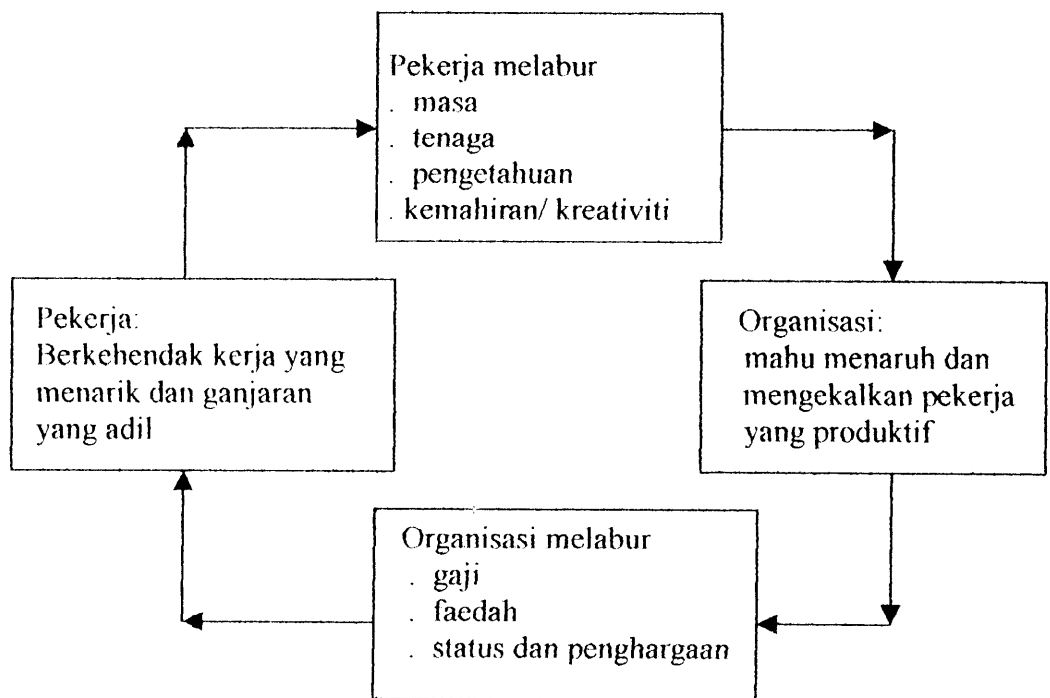 Pekerja melabur
. masa
. tenaga
. pengetahuan
. kemahiran/ kreativiti
Pekerja:
Berkehendak kerja yang
menarik dan ganjaran
yang adil
Organisasi:
mahu menaruh dan
mengekalkan pekerja
yang produktif
Organisasi melabur
. gaji
. faedah
. status dan penghargaan